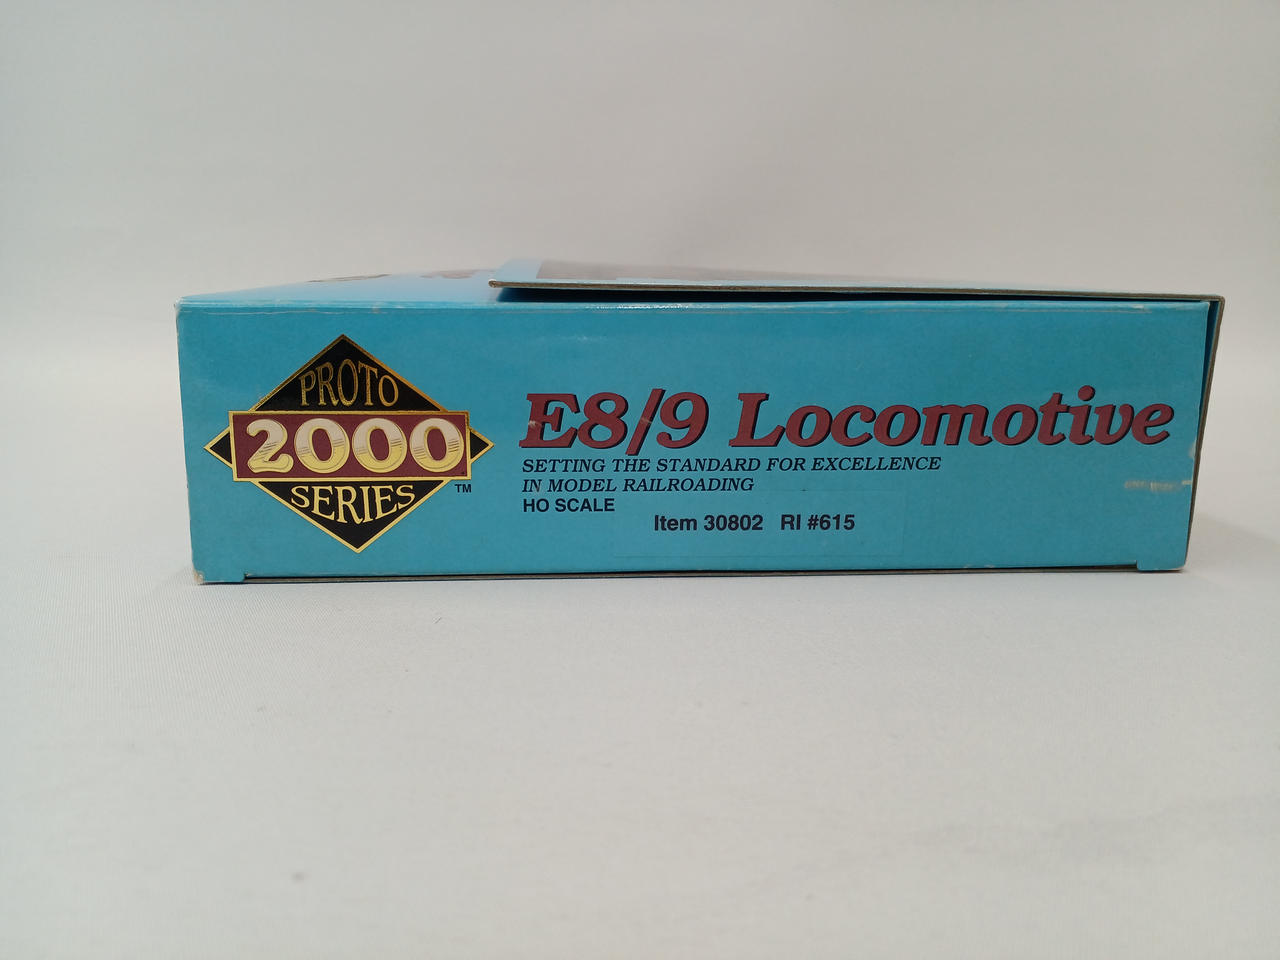 PROTO
2000
SERIES
TM
E8/9 Locomotive
SETTING THE STANDARD FOR EXCELLENCE
IN MODEL RAILROADING
HO SCALE
Item 30802 RI #615